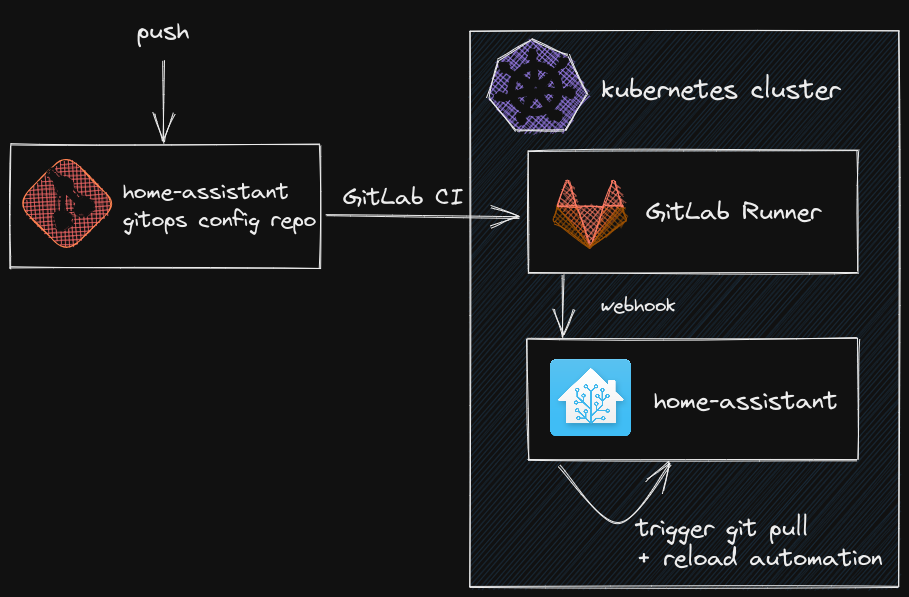 push
kubernetes cluster
home-assistant
gitops config repo
GitLab CI
GitLab Runner
webhook
home-assistant
trigger git pull
+ reload automation